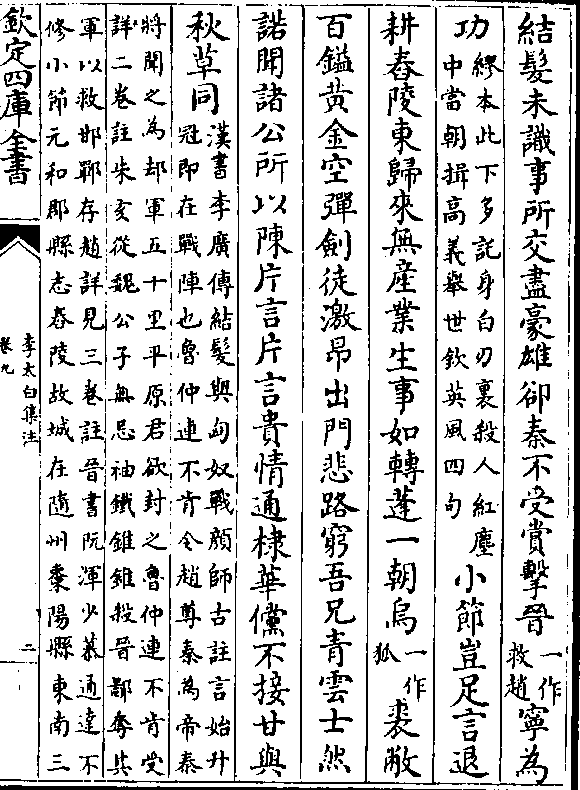 結髮未識事所交盡豪雄卻秦不受賞擊晉一作救趙寧為
功繆本此下多託身白刃裏殺人紅塵中當朝揖高義舉世欽英風四句小節豈足言退
耕舂陵東歸來無産業生事如轉蓬一朝烏一作狐裘敝
百鎰黄金空彈劍徒激昻出門悲路窮吾兄青雲士然
諾聞諸公所以陳片言片言貴情通棣華儻不接甘與
秋草同漢書李廣傳結髮與匈奴戰顔師古註言始升冠即在戰陣也魯仲連不肯令趙尊秦為帝秦
將聞之為却軍五十里平原君欲封之魯仲連不肯受
詳二卷註朱亥從魏公子無忌袖鐵錐錐殺晉鄙奪其
軍以救邯鄲存趙詳見三卷註晉書阮渾少慕通達不
修小節元和郡縣志舂陵故城在隨州棗陽縣東南三
欽定四庫全書
李太白集注
卷九
二